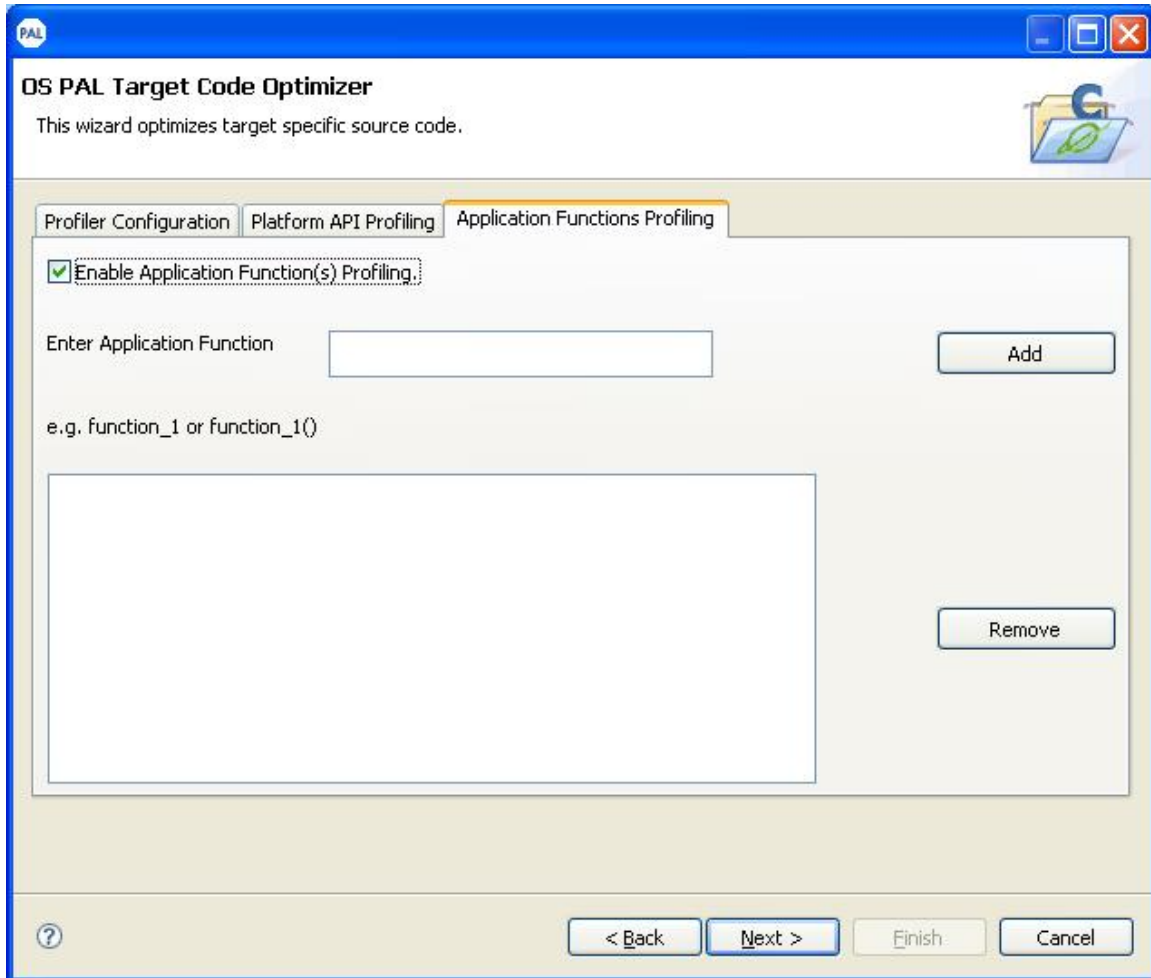 PAL
OS PAL Target Code Optimizer
This wizard optimizes target specific source code.
C
Profiler Configuration Platform API Profiling Application Functions Profiling
Enable Application Function(s) Profiling.
Enter Application Function Add
e.g. function_1 or function_1()
Remove
? < Back Next > Finish Cancel